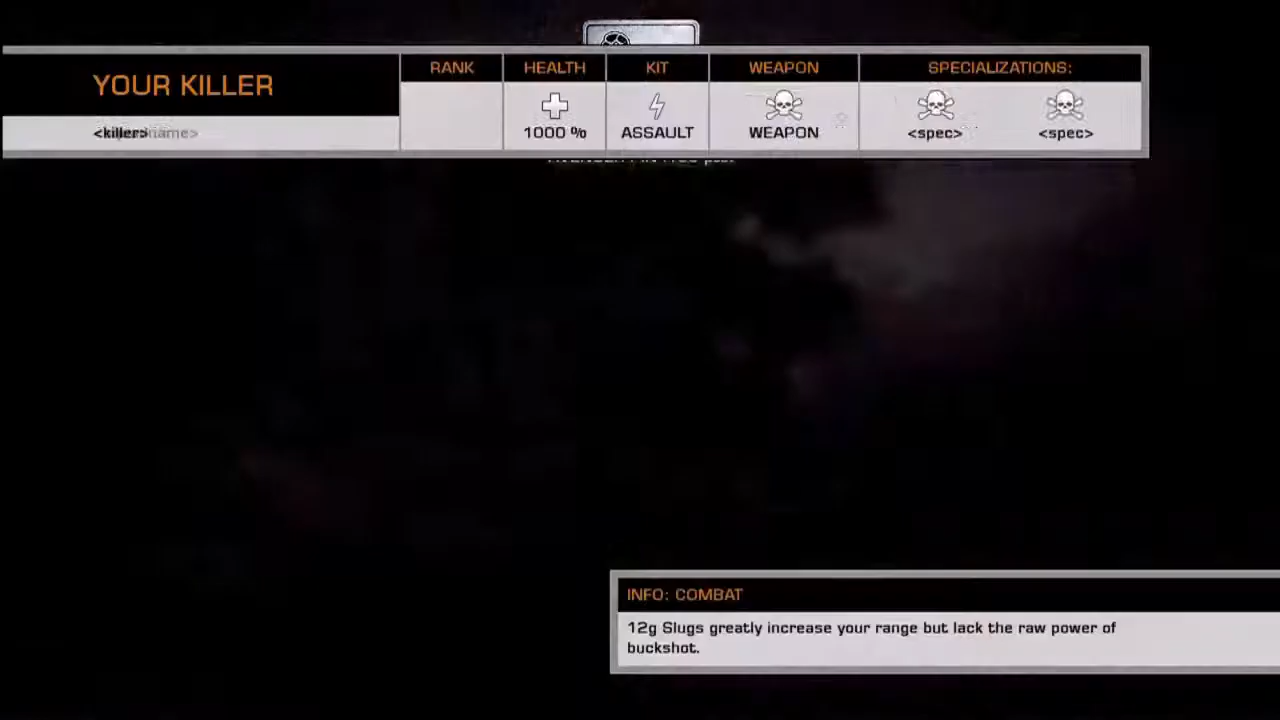 YOUR KILLER
RANK
HEALTH
KIT
WEAPON
SPECIALIZATIONS:
<killer>
name>
1000 %
ASSAULT
WEAPON
<spec>
<spec>
INFO: COMBAT
12g Slugs greatly increase your range but lack the raw power of
buckshot.